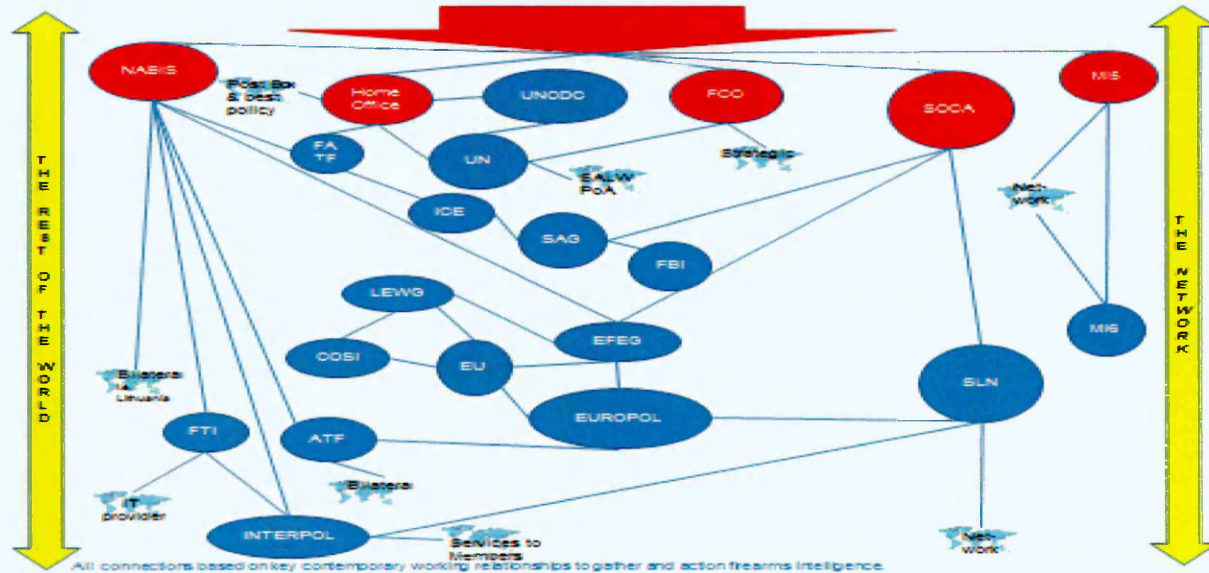 NABIS
MI5
Post Box
& best
policy
Home
Office
UNODC
FCO
SOCA
FA
TF
UN
Strategic
SALW
PoA
Net-
work
ICE
SAG
FBI
LEWG
MI6
COSI
EU
EFEG
SLN
Bilateral
i.e.
Lithuania
EUROPOL
FTI
ATF
Bilateral
IT
provider
INTERPOL
Services to
Members
Net-
work
THE REST OF THE WORLD
THE NETWORK
All connections based on key contemporary working relationships to gather and action firearms intelligence.